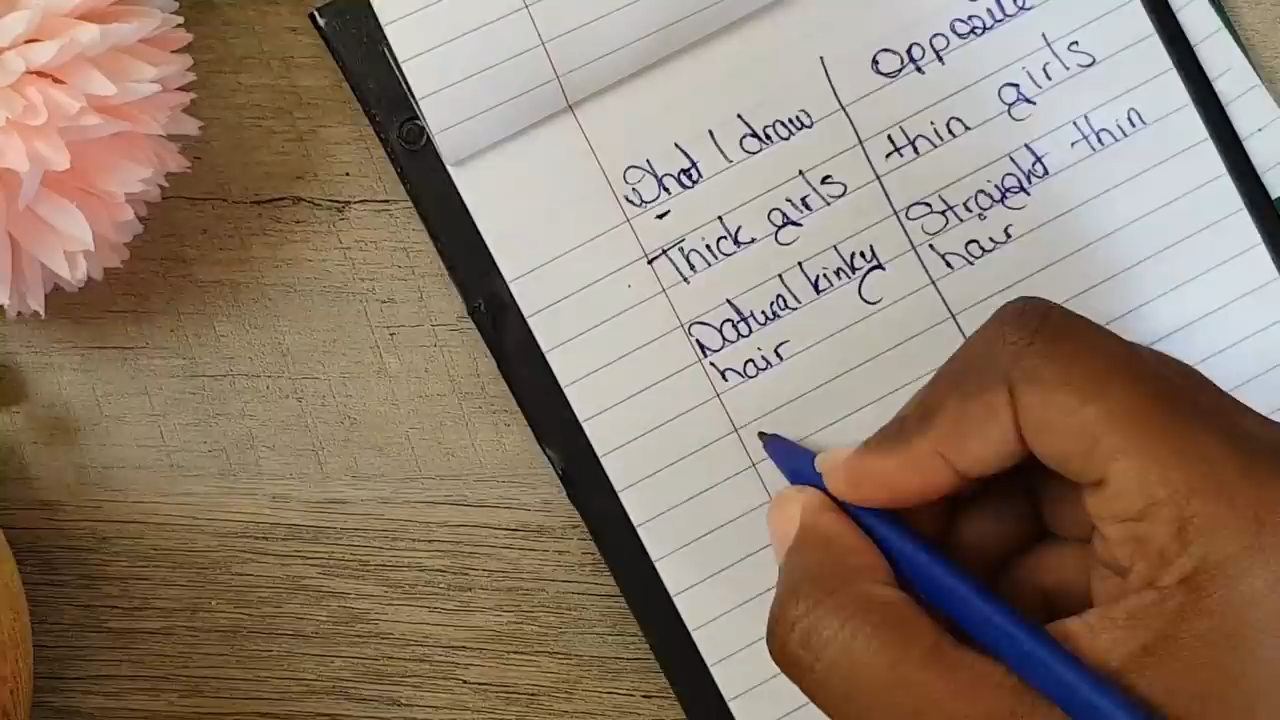 What I draw
Opposite
Thick girls
thin girls
Natural kinky
hair
Straight thin
hair